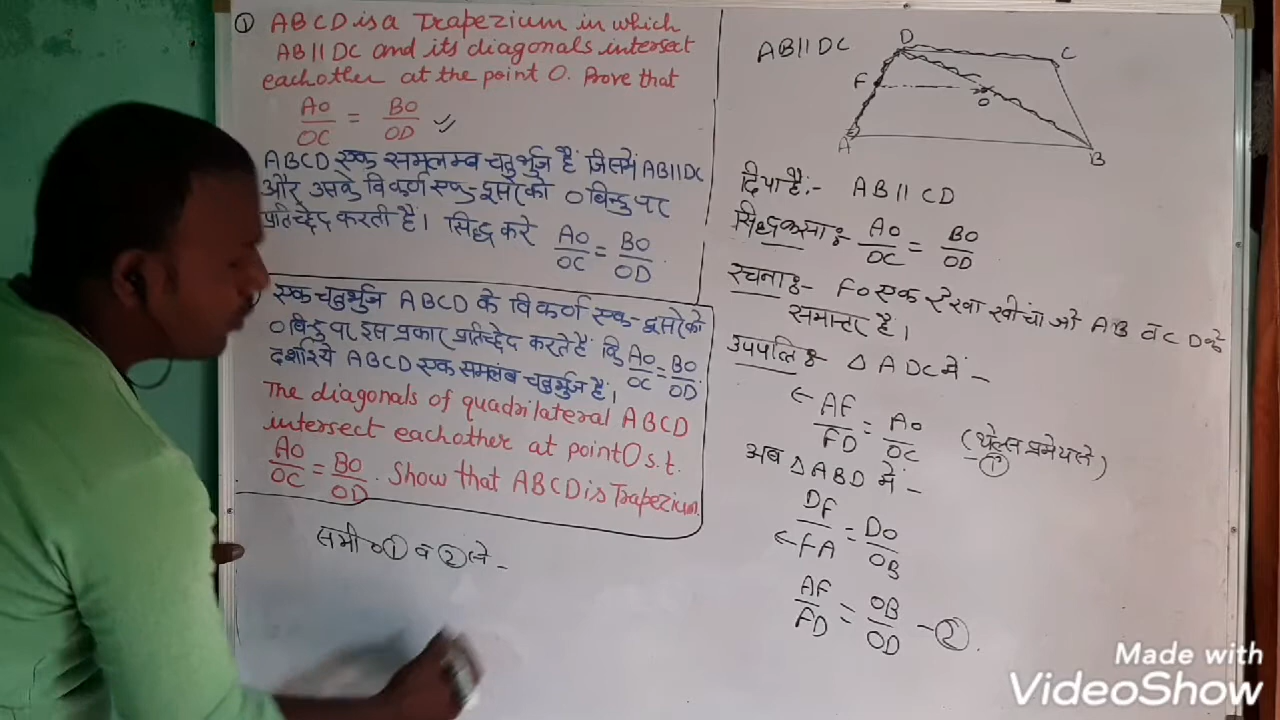 ① ABCD is a Trapezium in which
AB||DC and its diagonals intersect
eachother at the point O. Prove that
AO/OC = BO/OD
ABCD एक समलम्ब चतुर्भुज है जिसमें AB||DC
और उसके विकर्ण एक-दूसरे को O बिन्दु पर
प्रतिच्छेद करती हैं। सिद्ध करे AO/OC = BO/OD
एक चतुर्भुज ABCD के विकर्ण एक-दूसरे को
O बिन्दु पर इस प्रकार प्रतिच्छेद करते हैं कि AO/OC = BO/OD
दर्शाइये ABCD एक समलंब चतुर्भुज है।
The diagonals of quadrilateral ABCD
intersect eachother at point O s.t.
AO/OC = BO/OD. Show that ABCD is Trapezium.
समी० ① व ② से -
AB||DC
D
C
F
O
A
B
दिया है:- AB||CD
सिद्ध करना: AO/OC = BO/OD
रचना:- FO एक रेखा खींचा जो AB व CD के
समान्तर है।
उपपत्ति: Δ ADC में -
AF/FD = AO/OC (थेल्स प्रमेय से)
-①
अब Δ ABD में -
DF/FA = DO/OB
AF/FD = OB/OD -②.
Made with
VideoShow